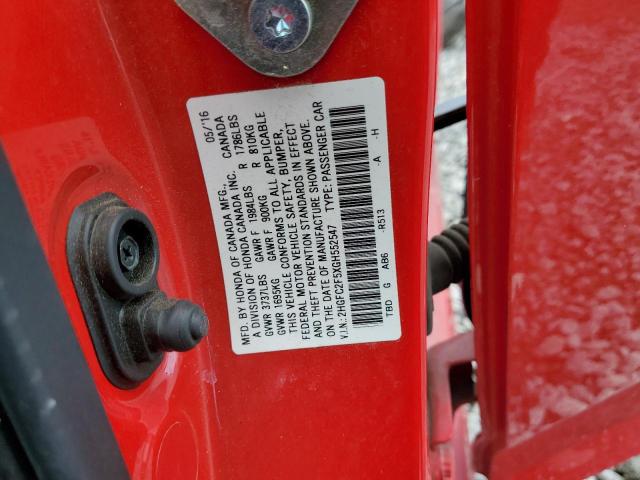 MFD. BY HONDA OF CANADA MFG., 05/'16
A DIVISION OF HONDA CANADA INC. CANADA
GVWR 3737LBS GAWR F 1984LBS R 1786LBS
GVWR 1695KG GAWR F 900KG R 810KG
THIS VEHICLE CONFORMS TO ALL APPLICABLE
FEDERAL MOTOR VEHICLE SAFETY, BUMPER,
AND THEFT PREVENTION STANDARDS IN EFFECT
ON THE DATE OF MANUFACTURE SHOWN ABOVE.
V.I.N.: 2HGFC2F5XGH552547 TYPE: PASSENGER CAR
TBD G AB6 -R513 -A -H